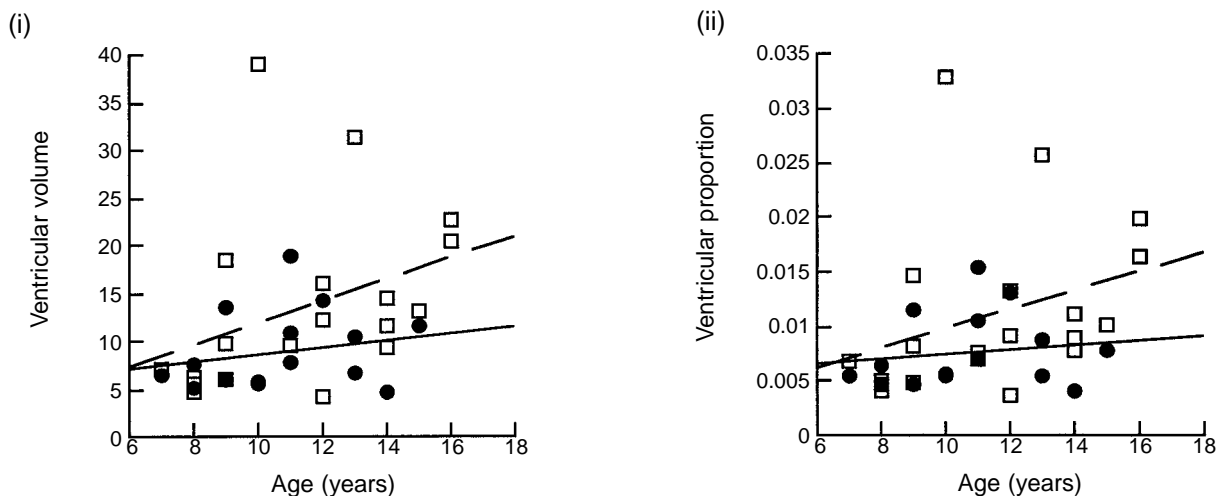 (i)
Ventricular volume
40
35
30
25
20
15
10
5
0
6 8 10 12 14 16 18
Age (years)
(ii)
Ventricular proportion
0.035
0.03
0.025
0.02
0.015
0.01
0.005
0
6 8 10 12 14 16 18
Age (years)